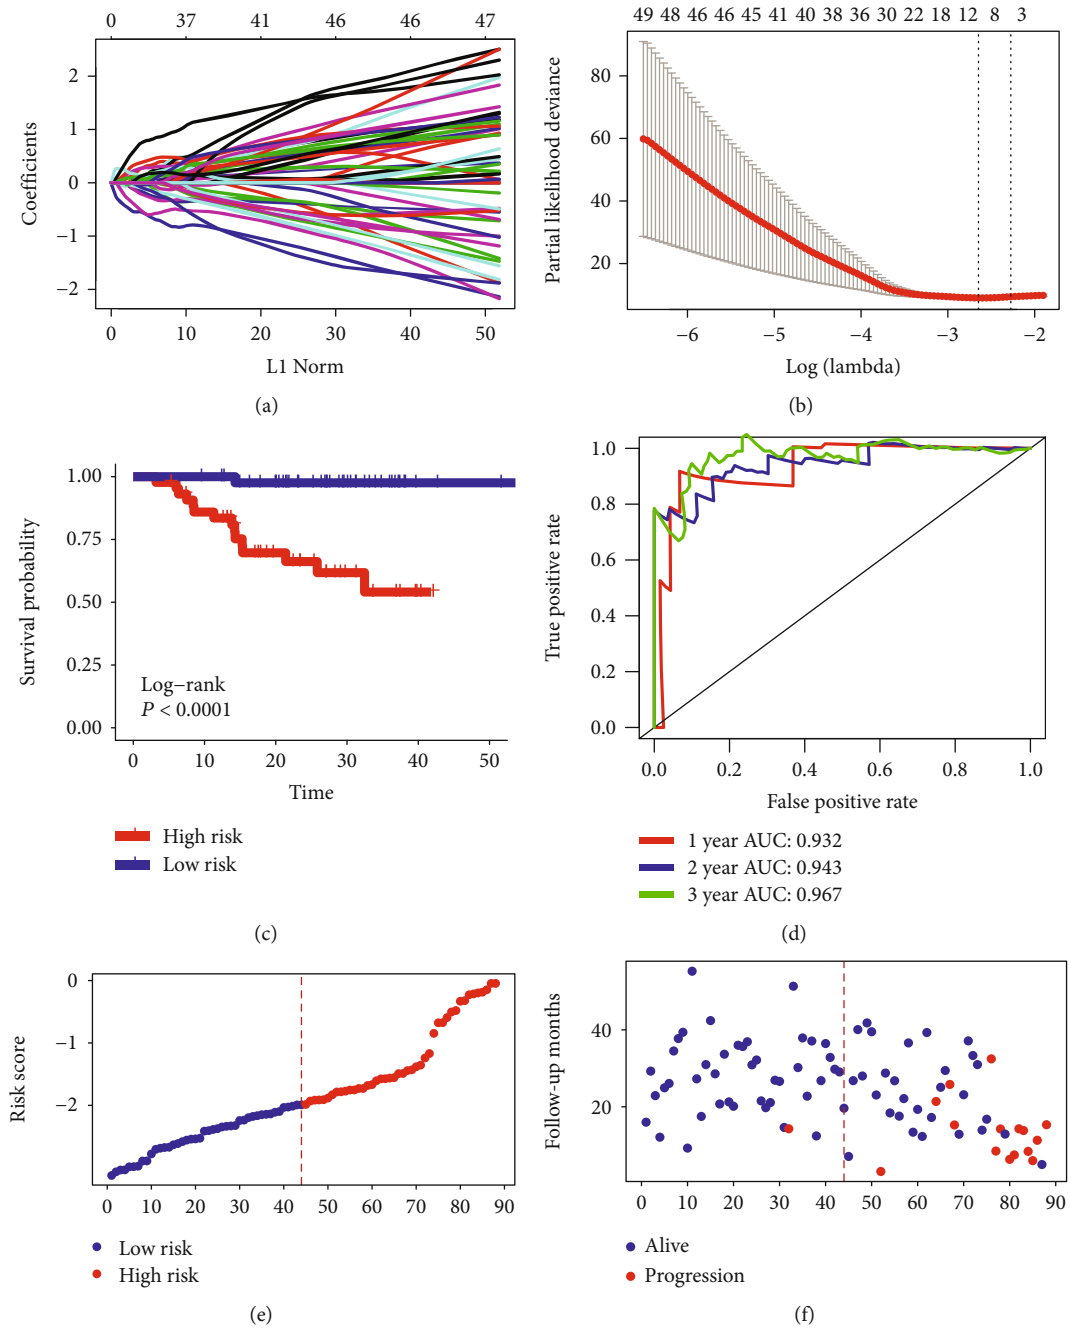 0 37 41 46 46 47
2
1
0
−1
−2
Coefficients
0 10 20 30 40 50
L1 Norm
(a)
49 48 46 46 45 41 40 38 36 30 22 18 12 8 3
80
60
40
20
Partial likelihood deviance
−6 −5 −4 −3 −2
Log (lambda)
(b)
1.00
0.75
0.50
0.25
0.00
Survival probability
Log−rank
P < 0.0001
0 10 20 30 40 50
Time
High risk
Low risk
(c)
1.0
0.8
0.6
0.4
0.2
0.0
True positive rate
0.0 0.2 0.4 0.6 0.8 1.0
False positive rate
1 year AUC: 0.932
2 year AUC: 0.943
3 year AUC: 0.967
(d)
0
−1
−2
Risk score
0 10 20 30 40 50 60 70 80 90
Low risk
High risk
(e)
40
20
Follow-up months
0 10 20 30 40 50 60 70 80 90
Alive
Progression
(f)